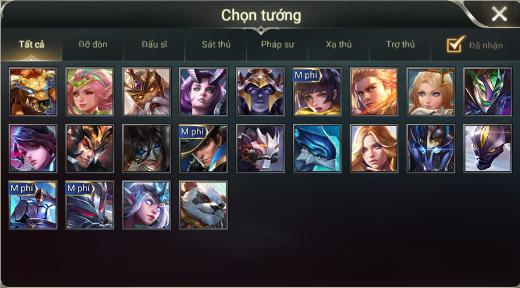 Chọn tướng
Tất cả Đỡ đòn Đấu sĩ Sát thủ Pháp sư Xạ thủ Trợ thủ Đã nhận
M phí
M phí
M phí M phí